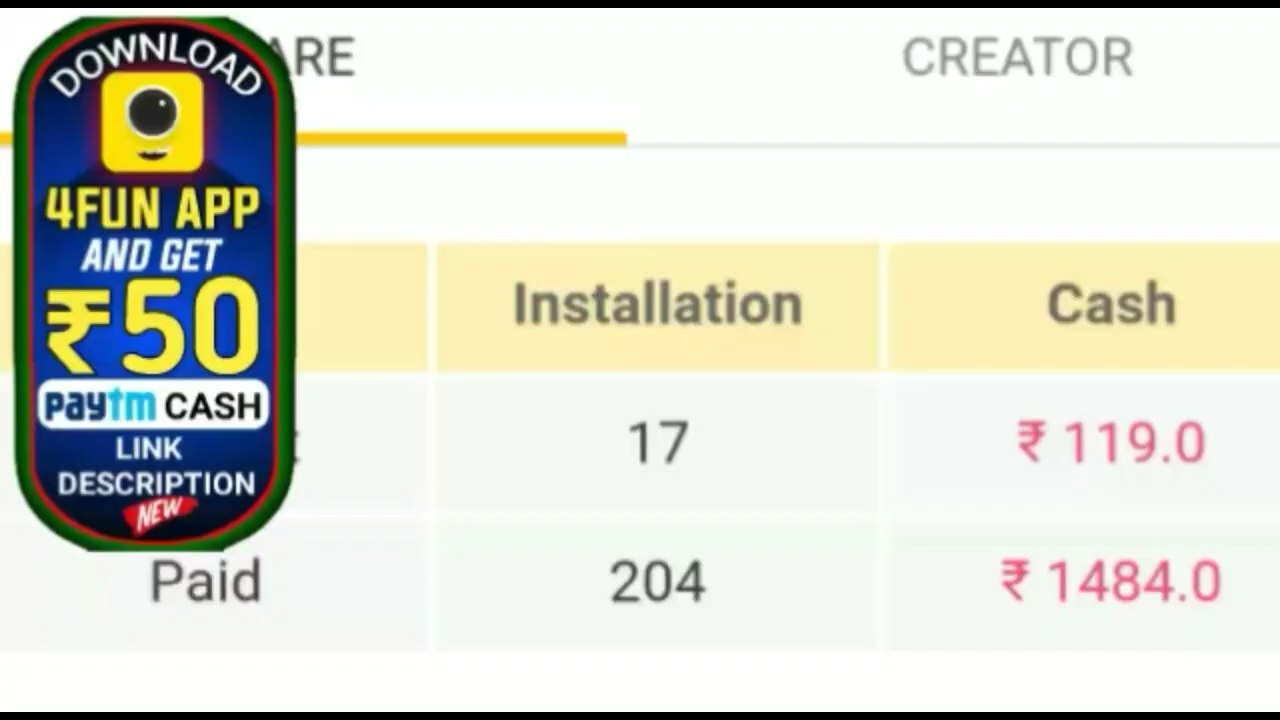 DOWNLOAD
4FUN APP
AND GET
₹50
paytm CASH
LINK
DESCRIPTION
NEW
CREATOR
Installation Cash
17 ₹ 119.0
Paid 204 ₹ 1484.0